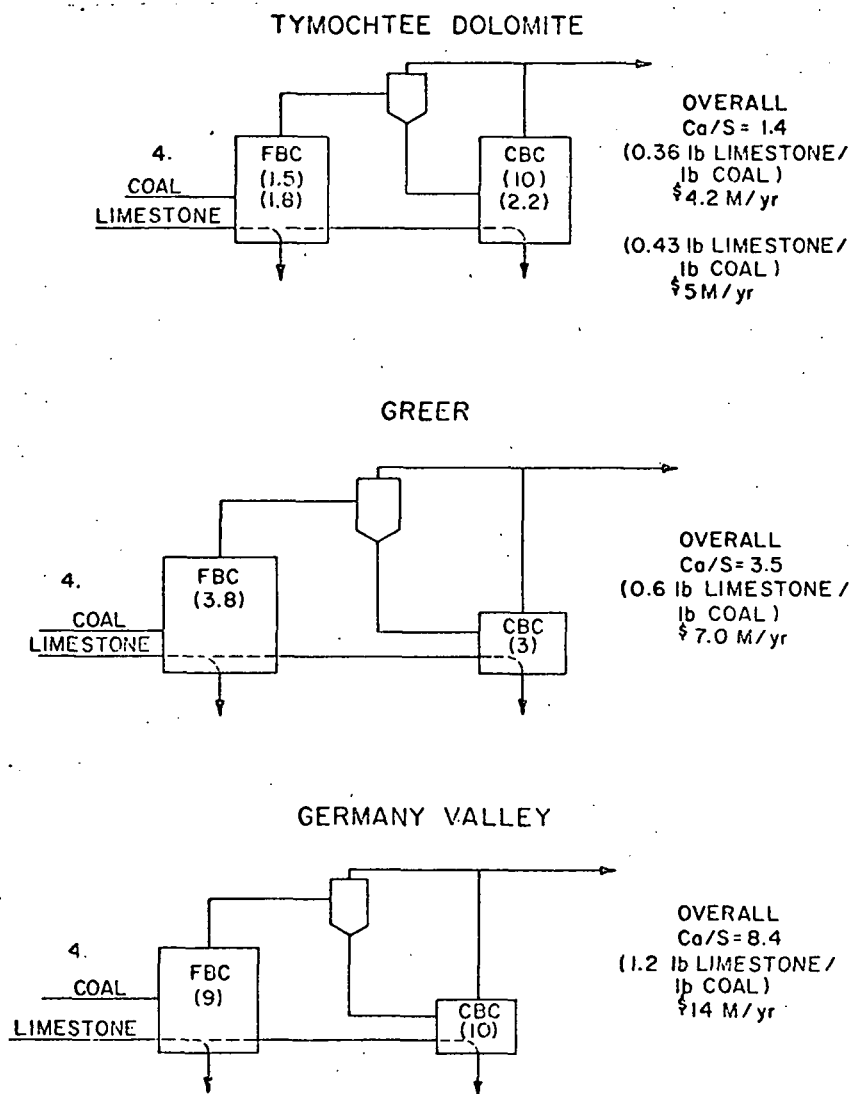 TYMOCHTEE DOLOMITE
4.
COAL
LIMESTONE
FBC
(1.5)
(1.8)
CBC
(10)
(2.2)
OVERALL
Ca/S= 1.4
(0.36 lb LIMESTONE/
lb COAL)
$4.2 M/yr
(0.43 lb LIMESTONE/
lb COAL)
$5M/yr
GREER
4.
COAL
LIMESTONE
FBC
(3.8)
CBC
(3)
OVERALL
Ca/S= 3.5
(0.6 lb LIMESTONE/
lb COAL)
$7.0 M/yr
GERMANY VALLEY
4.
COAL
LIMESTONE
FBC
(9)
CBC
(10)
OVERALL
Ca/S=8.4
(1.2 lb LIMESTONE/
lb COAL)
$14 M/yr